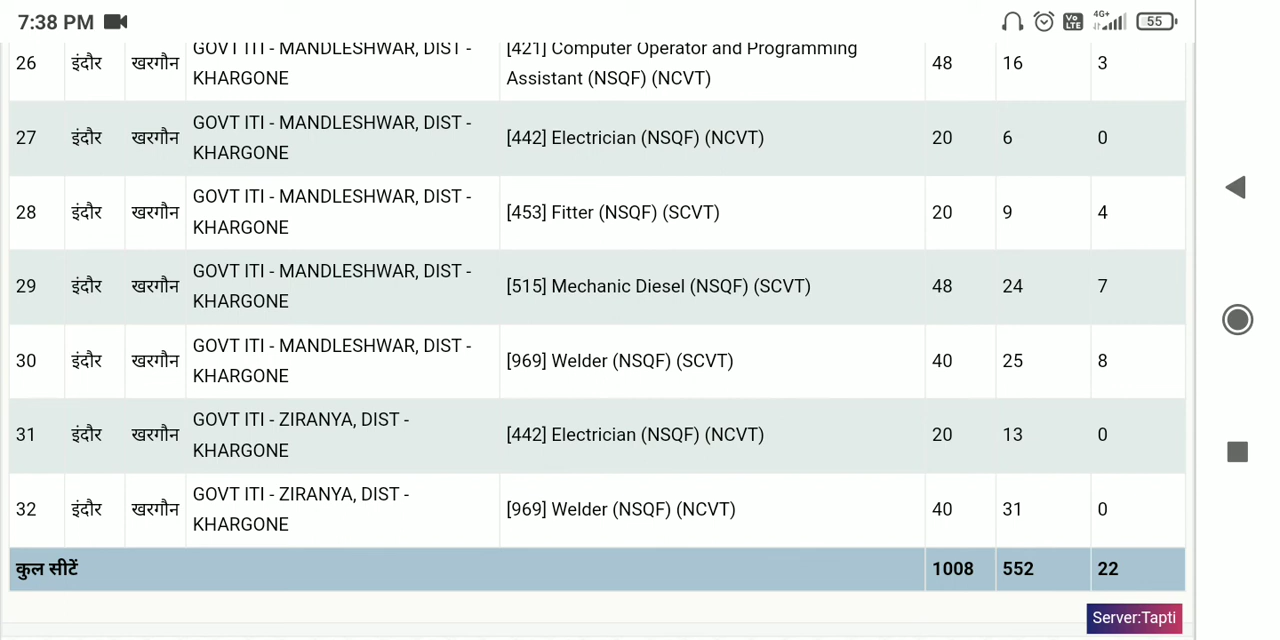 7:38 PM
Vo LTE 4G+ 55
26 इंदौर खरगौन GOVT ITI - MANDLESHWAR, DIST - KHARGONE [421] Computer Operator and Programming Assistant (NSQF) (NCVT) 48 16 3
27 इंदौर खरगौन GOVT ITI - MANDLESHWAR, DIST - KHARGONE [442] Electrician (NSQF) (NCVT) 20 6 0
28 इंदौर खरगौन GOVT ITI - MANDLESHWAR, DIST - KHARGONE [453] Fitter (NSQF) (SCVT) 20 9 4
29 इंदौर खरगौन GOVT ITI - MANDLESHWAR, DIST - KHARGONE [515] Mechanic Diesel (NSQF) (SCVT) 48 24 7
30 इंदौर खरगौन GOVT ITI - MANDLESHWAR, DIST - KHARGONE [969] Welder (NSQF) (SCVT) 40 25 8
31 इंदौर खरगौन GOVT ITI - ZIRANYA, DIST - KHARGONE [442] Electrician (NSQF) (NCVT) 20 13 0
32 इंदौर खरगौन GOVT ITI - ZIRANYA, DIST - KHARGONE [969] Welder (NSQF) (NCVT) 40 31 0
कुल सीटें 1008 552 22
Server:Tapti